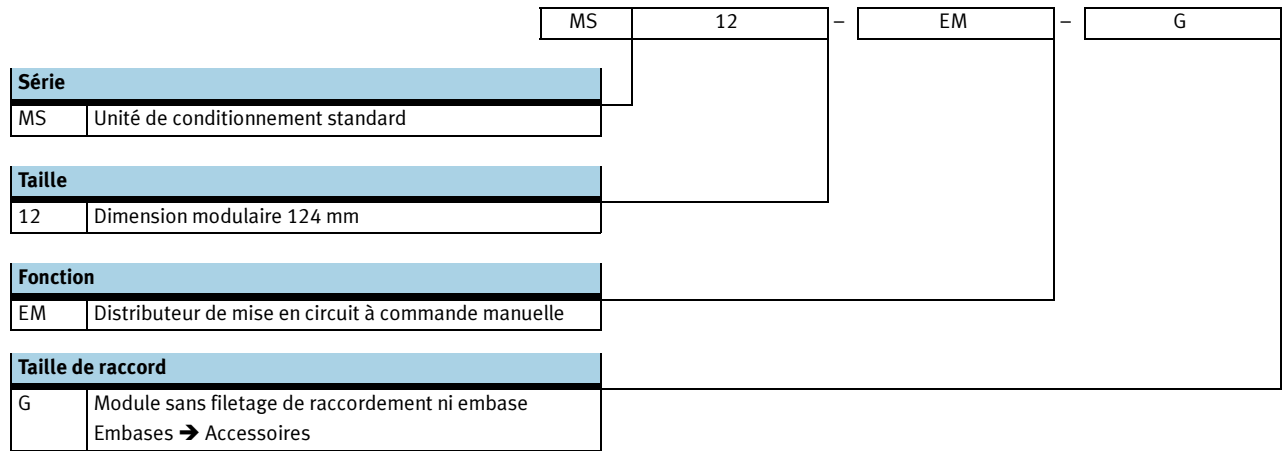 MS 12 – EM – G
Série
MS Unité de conditionnement standard
Taille
12 Dimension modulaire 124 mm
Fonction
EM Distributeur de mise en circuit à commande manuelle
Taille de raccord
G Module sans filetage de raccordement ni embase
Embases ➔ Accessoires